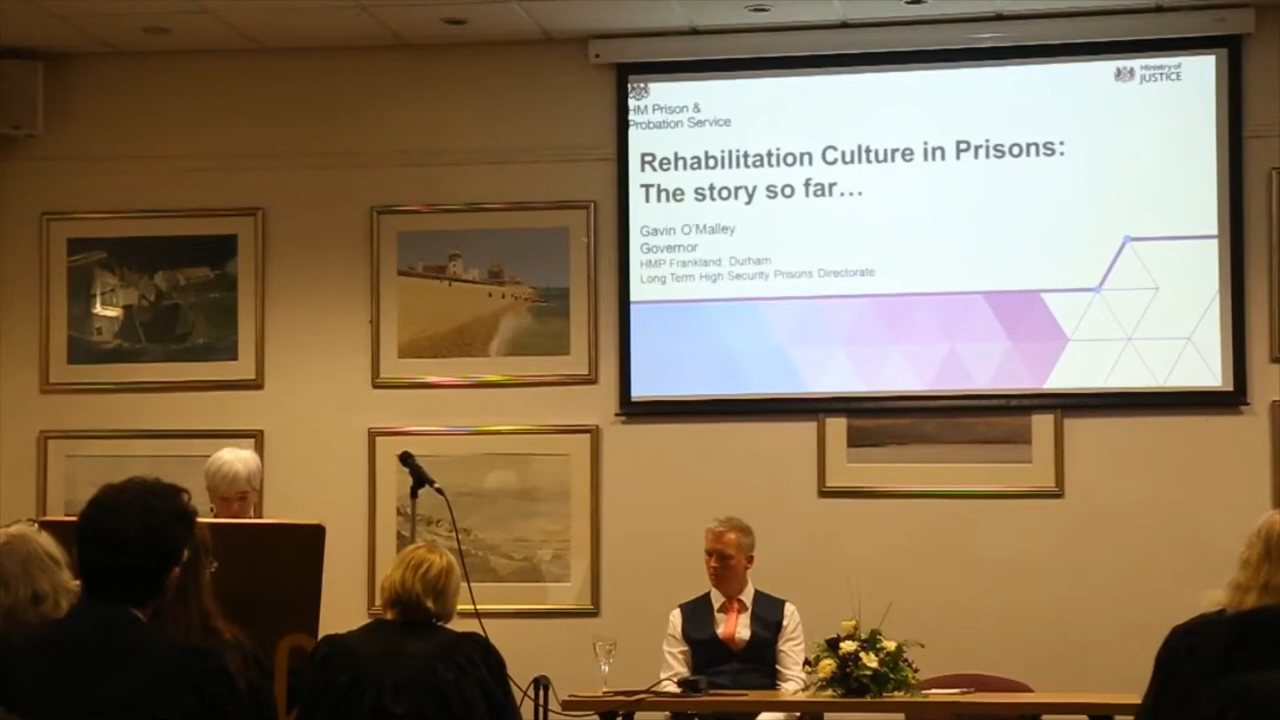 HM Prison &
Probation Service
Ministry of
JUSTICE
Rehabilitation Culture in Prisons:
The story so far…
Gavin O'Malley
Governor
HMP Frankland, Durham
Long Term High Security Prisons Directorate